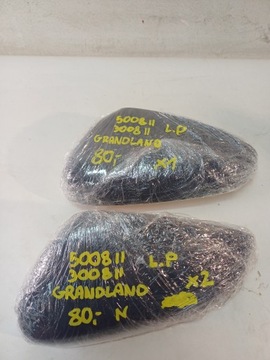 5008 II L.P
3008 II
GRANDLAND
80,- x1
5008 II L.P
3008 II x2
GRANDLAND
80,- N